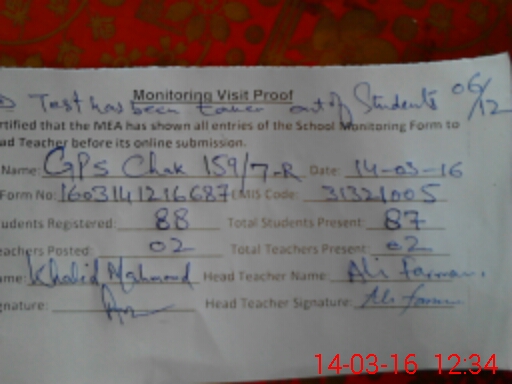 Monitoring Visit Proof
Test has been taken out of Students 06/12
rtified that the MEA has shown all entries of the School Monitoring Form to
ad Teacher before its online submission.
Name: GPS Chak 159/7-R Date: 14-03-16
Form No: 1603141216687 EMIS Code: 31321005
udents Registered: 88 Total Students Present: 87
eachers Posted: 02 Total Teachers Present: 02
ame: Khalid Mahmood Head Teacher Name: Ali Farman.
gnature: Head Teacher Signature: Ali Farman
14-03-16 12:34